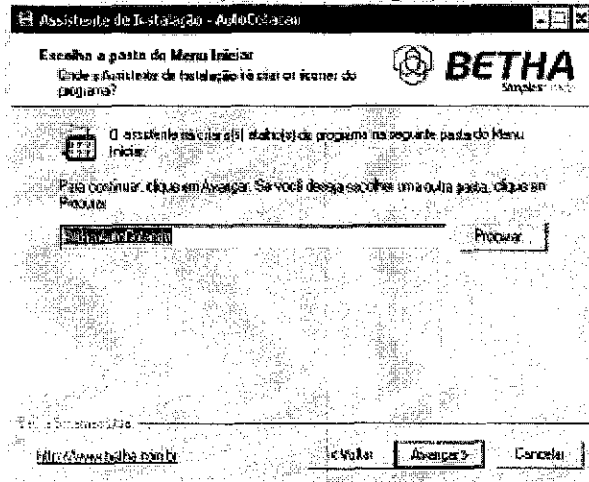 Assistente de Instalação - AutoCotacao
Escolha a pasta do Menu Iniciar
Onde o Assistente de Instalação irá criar os ícones do
programa?
BETHA
Simples
O assistente irá criar o(s) atalho(s) do programa na seguinte pasta do Menu
Iniciar.
Para continuar, clique em Avançar. Se você deseja escolher uma outra pasta, clique em
Procurar.
Procurar...
http://www.betha.com.br
< Voltar
Avançar >
Cancelar